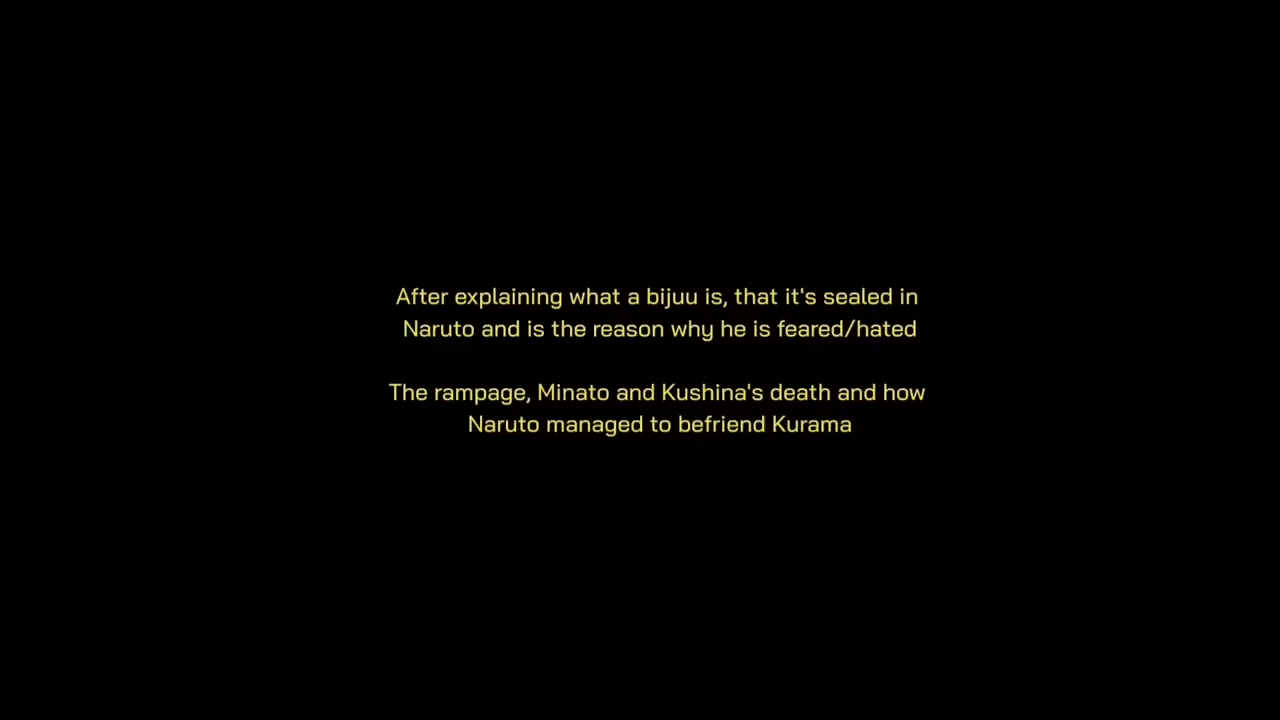 After explaining what a bijuu is, that it's sealed in
Naruto and is the reason why he is feared/hated
The rampage, Minato and Kushina's death and how
Naruto managed to befriend Kurama